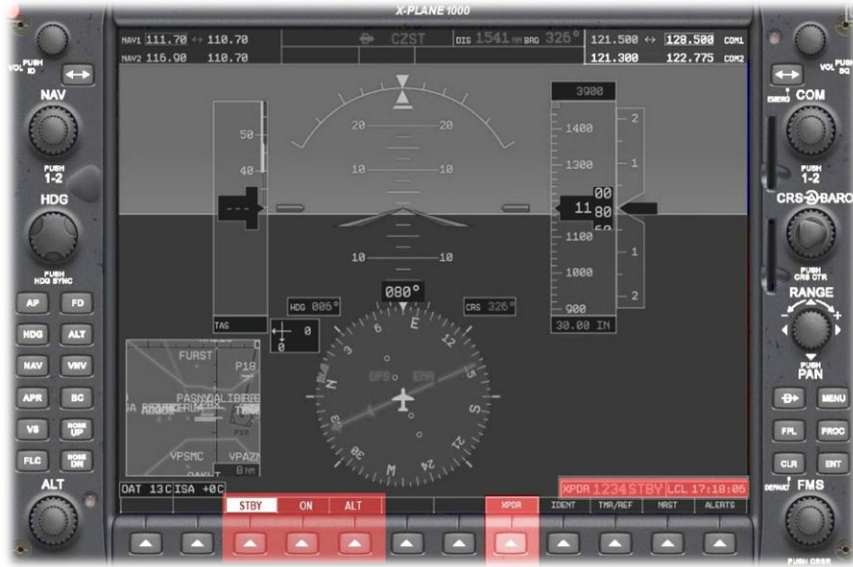 X-PLANE 1000
NAV1 111.70 ↔ 110.70
NAV2 116.90 110.70
CZST
DIS 1541 NM BRG 326°
121.500 ↔ 128.500 COM1
121.300 122.775 COM2
VOL PUSH ID
NAV
PUSH
1-2
HDG
PUSH
HDG SYNC
AP FD
HDG ALT
NAV VNV
APR BC
VS NOSE UP
FLC NOSE DN
ALT
50
40
---
TAS
20 20
10 10
10 10
080°
HDG 006°
CRS 326°
0
0
N 3 6 E 12 15 S 21 24 W 30 33
GPS ENR
3900
1400
1300
11
00
80
1100
1000
900
30.00 IN
2
1
1
2
FURST
P18
VPSMC
8 NM
OAT 13C ISA +0C
XPDR 1234 STBY LCL 17:18:06
STBY ON ALT XPDR IDENT TMR/REF NRST ALERTS
VOL PUSH SQ
EMERG
COM
PUSH
1-2
CRS BARO
PUSH
CRS CTR
RANGE
- +
PUSH
PAN
MENU
FPL PROC
CLR ENT
DEFAULT
FMS
PUSH CRSR